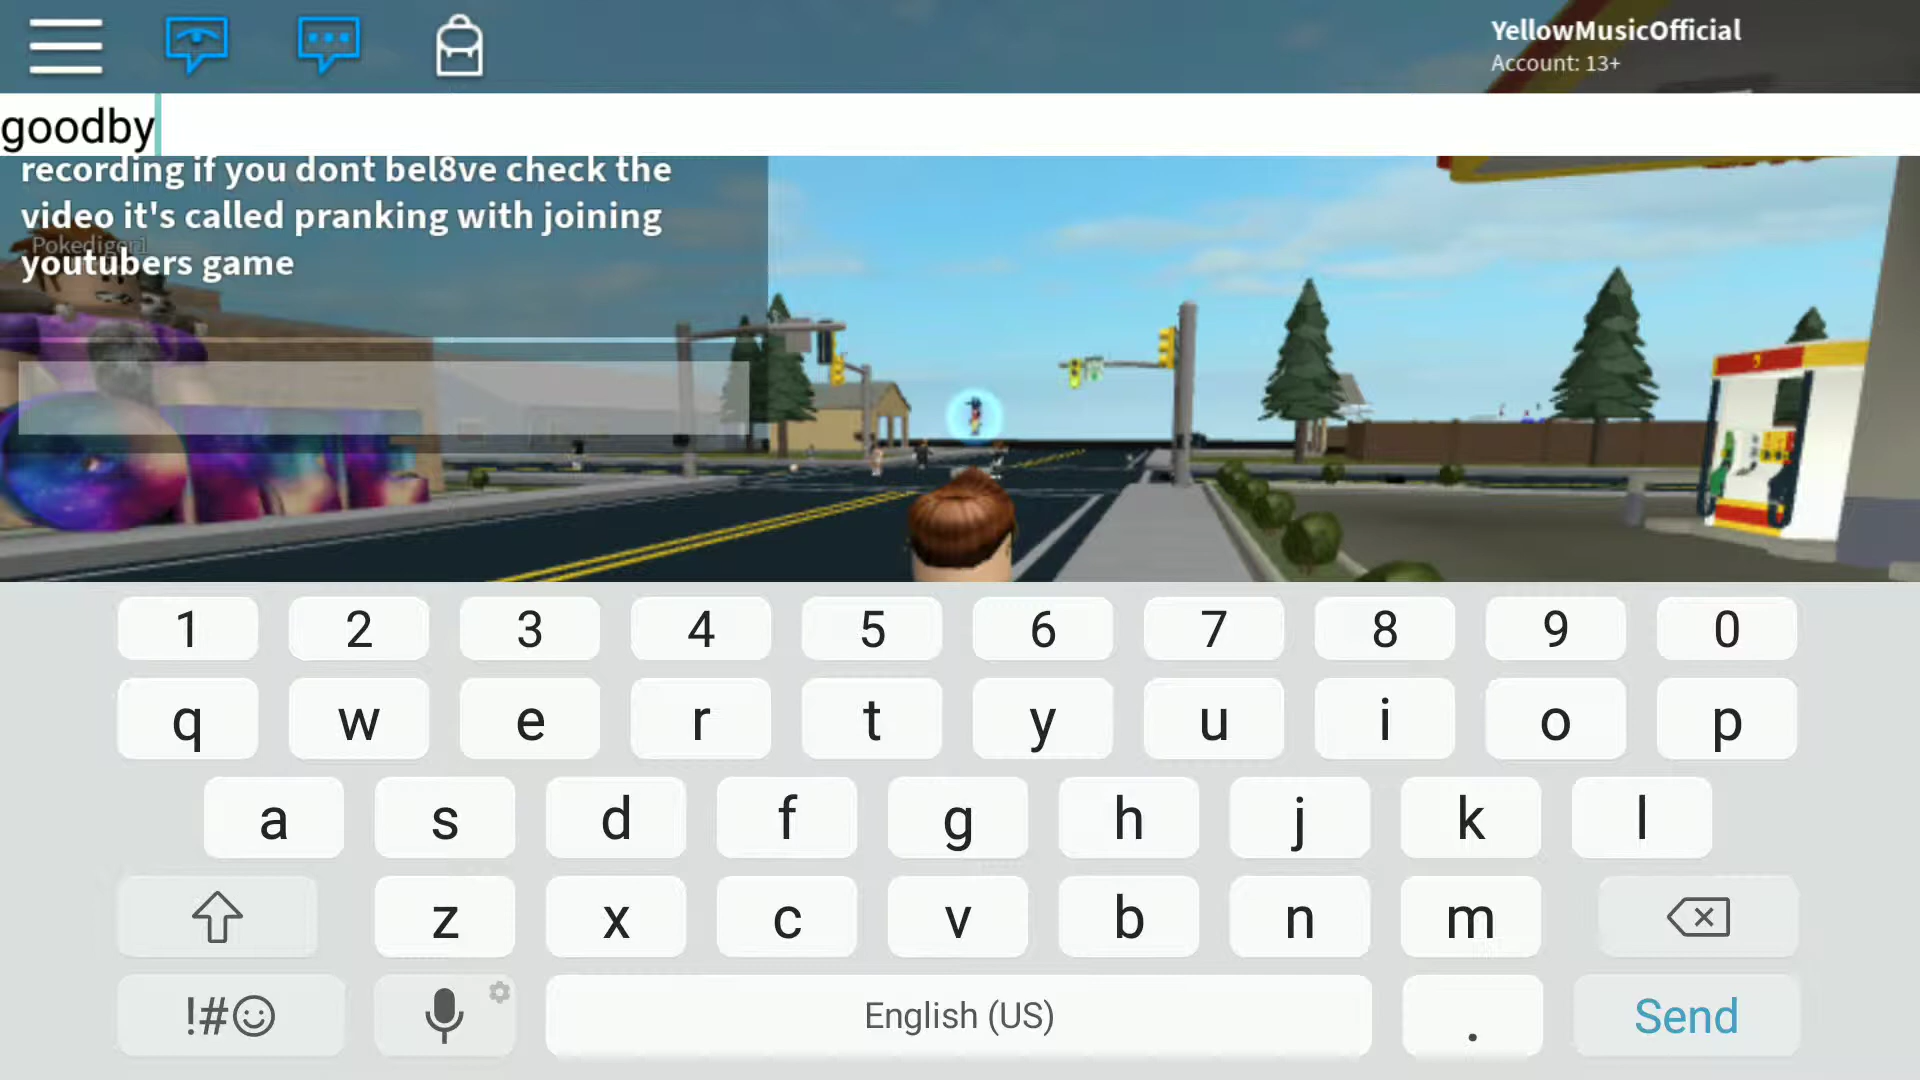 YellowMusicOfficial
Account: 13+
goodby
recording if you dont bel8ve check the
video it's called pranking with joining
Pokediger1
youtubers game
1 2 3 4 5 6 7 8 9 0
q w e r t y u i o p
a s d f g h j k l
z x c v b n m
!#☺ English (US) . Send